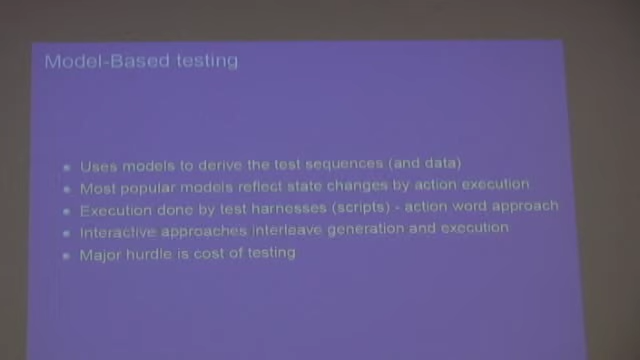 Model-Based testing
Uses models to derive the test sequences (and data)
Most popular models reflect state changes by action execution
Execution done by test harnesses (scripts) - action word approach
Interactive approaches interleave generation and execution
Major hurdle is cost of testing